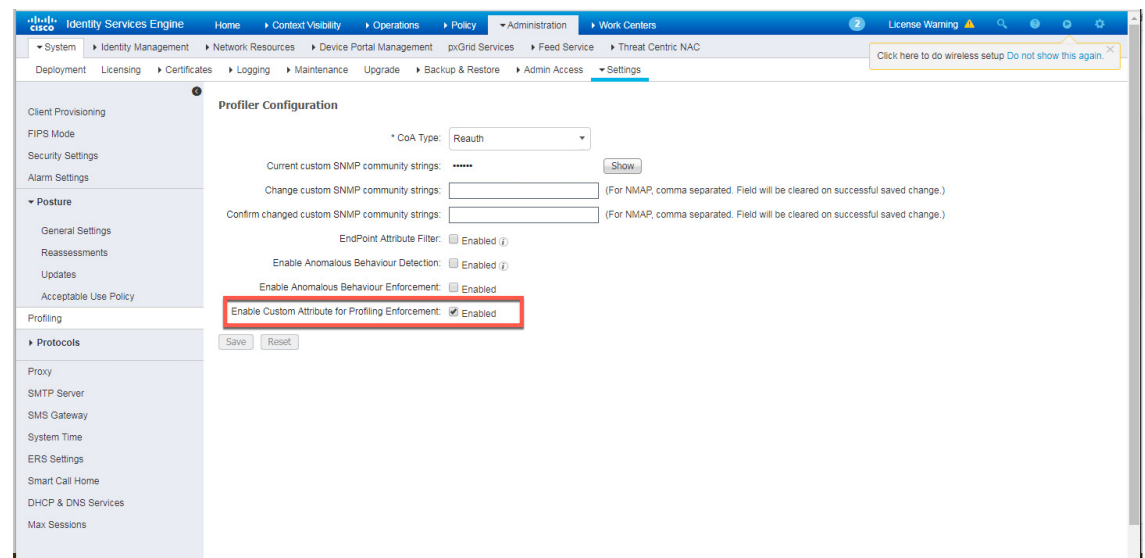 cisco Identity Services Engine Home Context Visibility Operations Policy Administration Work Centers 2 License Warning
System Identity Management Network Resources Device Portal Management pxGrid Services Feed Service Threat Centric NAC
Click here to do wireless setup Do not show this again.
Deployment Licensing Certificates Logging Maintenance Upgrade Backup & Restore Admin Access Settings
Client Provisioning
FIPS Mode
Security Settings
Alarm Settings
Posture
General Settings
Reassessments
Updates
Acceptable Use Policy
Profiling
Protocols
Proxy
SMTP Server
SMS Gateway
System Time
ERS Settings
Smart Call Home
DHCP & DNS Services
Max Sessions
Profiler Configuration
* CoA Type: Reauth
Current custom SNMP community strings: •••••• Show
Change custom SNMP community strings: (For NMAP, comma separated. Field will be cleared on successful saved change.)
Confirm changed custom SNMP community strings: (For NMAP, comma separated. Field will be cleared on successful saved change.)
EndPoint Attribute Filter: Enabled
Enable Anomalous Behaviour Detection: Enabled
Enable Anomalous Behaviour Enforcement: Enabled
Enable Custom Attribute for Profiling Enforcement: Enabled
Save Reset